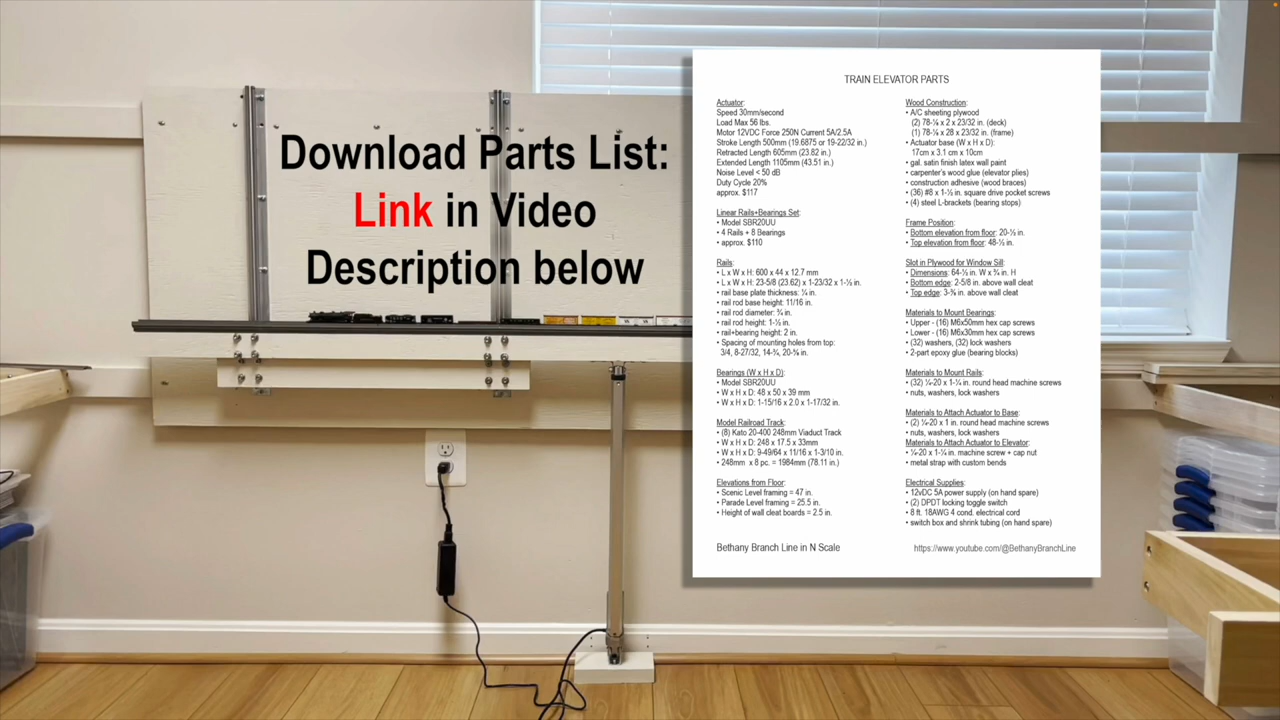 Download Parts List:
Link in Video
Description below
TRAIN ELEVATOR PARTS
Actuator:
Speed 30mm/second
Load Max 56 lbs.
Motor 12VDC Force 250N Current 5A/2.5A
Stroke Length 500mm (19.6875 or 19-22/32 in.)
Retracted Length 605mm (23.82 in.)
Extended Length 1105mm (43.51 in.)
Noise Level < 50 dB
Duty Cycle 20%
approx. $117
Linear Rails+Bearings Set:
• Model SBR20UU
• 4 Rails + 8 Bearings
• approx. $110
Rails:
• L x W x H: 600 x 44 x 12.7 mm
• L x W x H: 23-5/8 (23.62) x 1-23/32 x 1-½ in.
• rail base plate thickness: ¼ in.
• rail rod base height: 11/16 in.
• rail rod diameter: ¾ in.
• rail rod height: 1-½ in.
• rail+bearing height: 2 in.
• Spacing of mounting holes from top:
3/4, 8-27/32, 14-¾, 20-¾ in.
Bearings (W x H x D):
• Model SBR20UU
• W x H x D: 48 x 50 x 39 mm
• W x H x D: 1-15/16 x 2.0 x 1-17/32 in.
Model Railroad Track:
• (8) Kato 20-400 248mm Viaduct Track
• W x H x D: 248 x 17.5 x 33mm
• W x H x D: 9-49/64 x 11/16 x 1-3/10 in.
• 248mm x 8 pc. = 1984mm (78.11 in.)
Elevations from Floor:
• Scenic Level framing = 47 in.
• Parade Level framing = 25.5 in.
• Height of wall cleat boards = 2.5 in.
Bethany Branch Line in N Scale
Wood Construction:
• A/C sheeting plywood
(2) 78-⅛ x 2 x 23/32 in. (deck)
(1) 78-⅛ x 28 x 23/32 in. (frame)
• Actuator base (W x H x D):
17cm x 3.1 cm x 10cm
• gal. satin finish latex wall paint
• carpenter's wood glue (elevator plies)
• construction adhesive (wood braces)
• (36) #8 x 1-½ in. square drive pocket screws
• (4) steel L-brackets (bearing stops)
Frame Position:
• Bottom elevation from floor: 20-½ in.
• Top elevation from floor: 48-½ in.
Slot in Plywood for Window Sill:
• Dimensions: 64-½ in. W x ¾ in. H
• Bottom edge: 2-5/8 in. above wall cleat
• Top edge: 3-⅜ in. above wall cleat
Materials to Mount Bearings:
• Upper - (16) M6x50mm hex cap screws
• Lower - (16) M6x30mm hex cap screws
• (32) washers, (32) lock washers
• 2-part epoxy glue (bearing blocks)
Materials to Mount Rails:
• (32) ¼-20 x 1-¼ in. round head machine screws
• nuts, washers, lock washers
Materials to Attach Actuator to Base:
• (2) ¼-20 x 1 in. round head machine screws
• nuts, washers, lock washers
Materials to Attach Actuator to Elevator:
• ¼-20 x 1-¼ in. machine screw + cap nut
• metal strap with custom bends
Electrical Supplies:
• 12vDC 5A power supply (on hand spare)
• (2) DPDT locking toggle switch
• 8 ft. 18AWG 4 cond. electrical cord
• switch box and shrink tubing (on hand spare)
https://www.youtube.com/@BethanyBranchLine